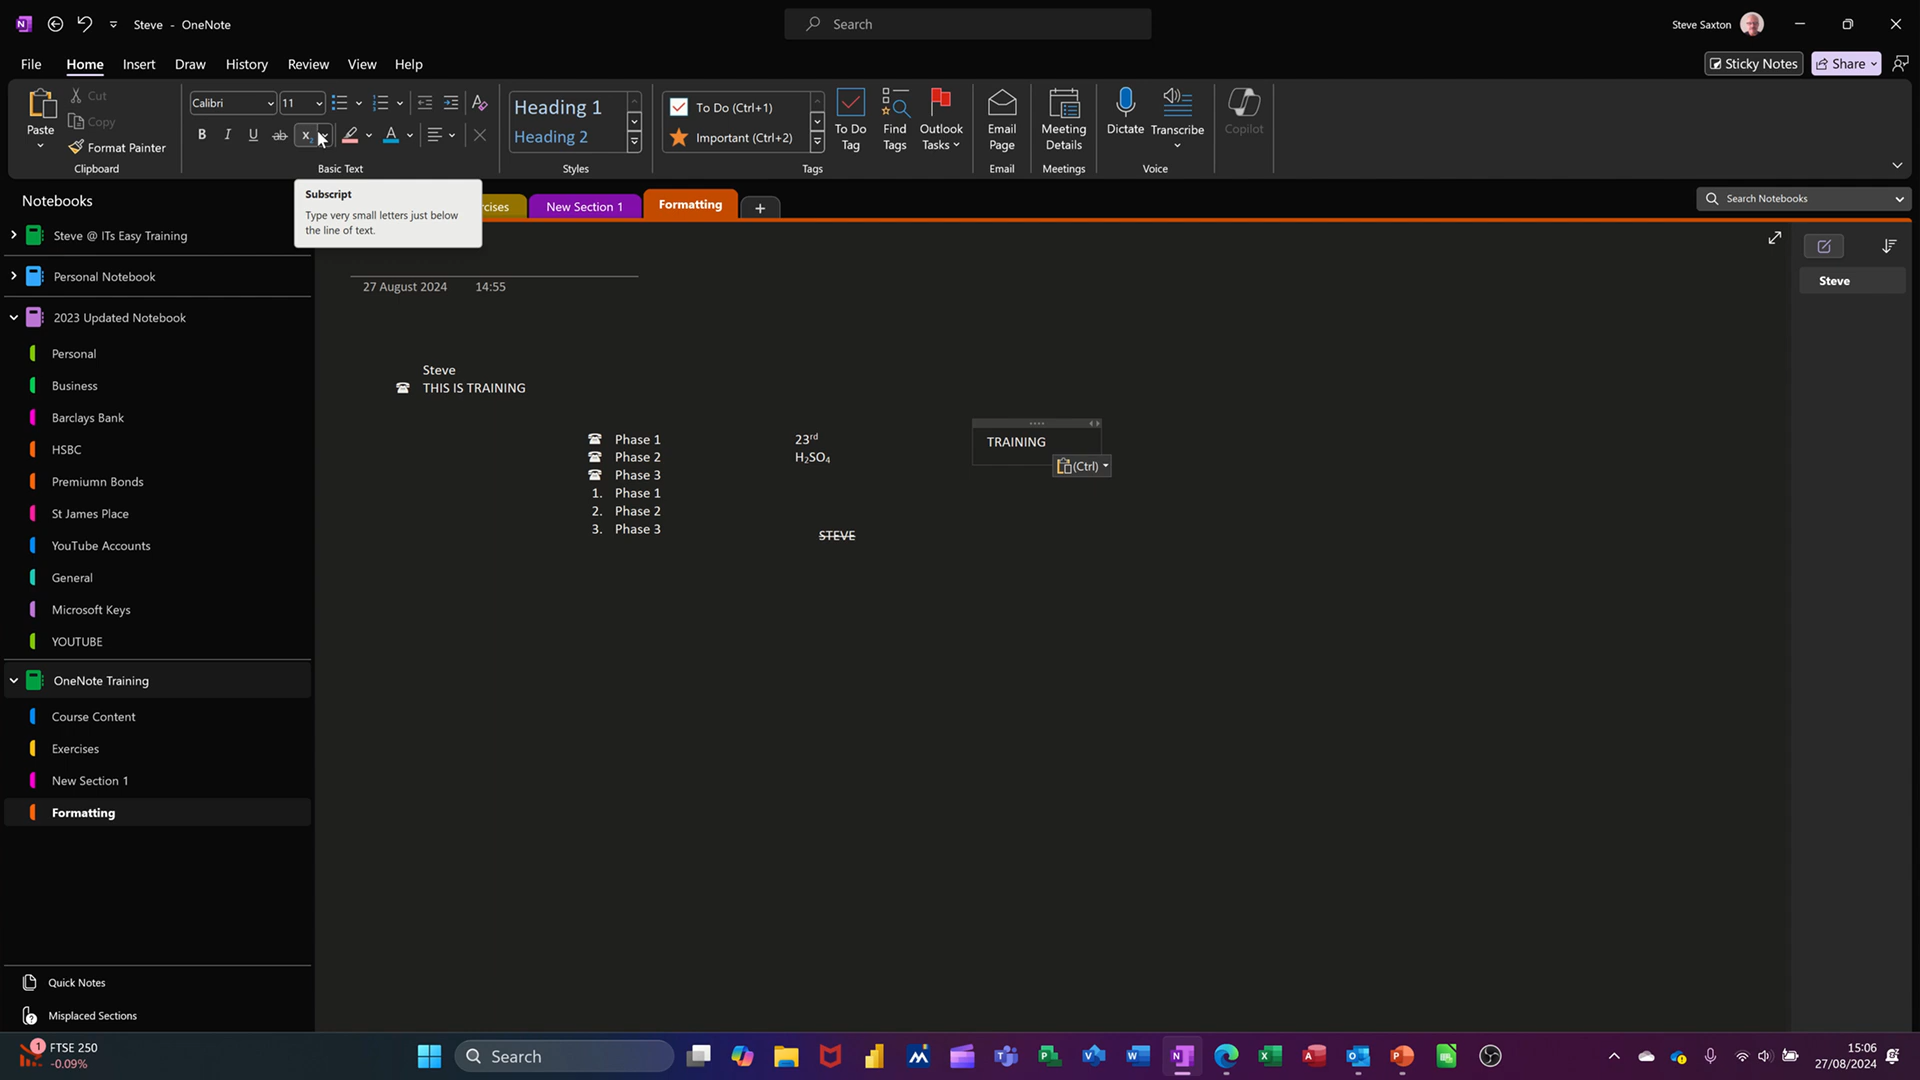 Steve - OneNote
Search
Steve Saxton
File Home Insert Draw History Review View Help
Sticky Notes
Share
Paste
Cut
Copy
Format Painter
Clipboard
Calibri
11
B I U ab X₂ A
Basic Text
Heading 1
Heading 2
Styles
To Do (Ctrl+1)
Important (Ctrl+2)
To Do Tag
Find Tags
Outlook Tasks
Tags
Email Page
Email
Meeting Details
Meetings
Dictate
Transcribe
Voice
Copilot
Subscript
Type very small letters just below
the line of text.
rcises
New Section 1
Formatting
+
Search Notebooks
Notebooks
Steve @ ITs Easy Training
Personal Notebook
2023 Updated Notebook
Personal
Business
Barclays Bank
HSBC
Premiumn Bonds
St James Place
YouTube Accounts
General
Microsoft Keys
YOUTUBE
OneNote Training
Course Content
Exercises
New Section 1
Formatting
Quick Notes
Misplaced Sections
27 August 2024 14:55
Steve
THIS IS TRAINING
Phase 1
Phase 2
Phase 3
1. Phase 1
2. Phase 2
3. Phase 3
23rd
H₂SO₄
STEVE
TRAINING
(Ctrl)
Steve
1
FTSE 250
-0.09%
Search
15:06
27/08/2024